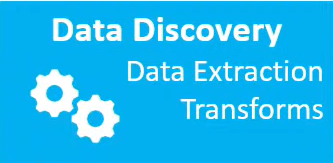 Data Discovery
Data Extraction
Transforms